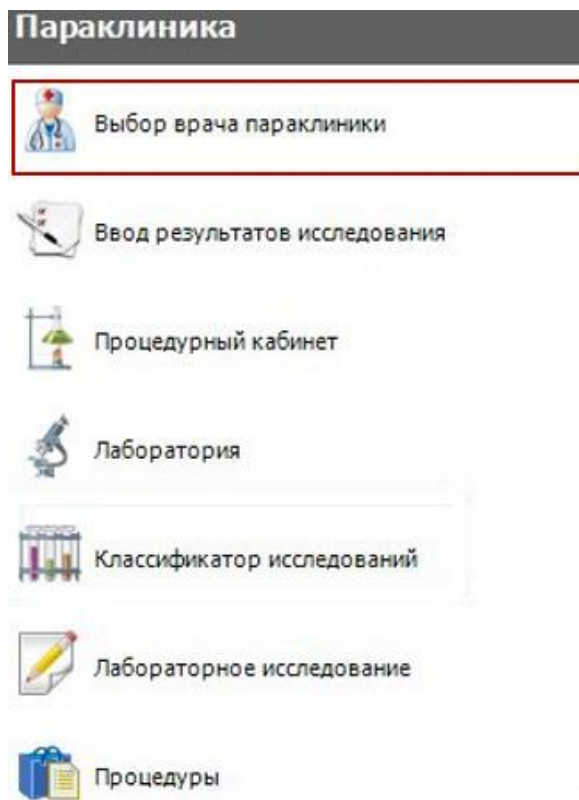 Параклиника
Выбор врача параклиники
Ввод результатов исследования
Процедурный кабинет
Лаборатория
Классификатор исследований
Лабораторное исследование
Процедуры